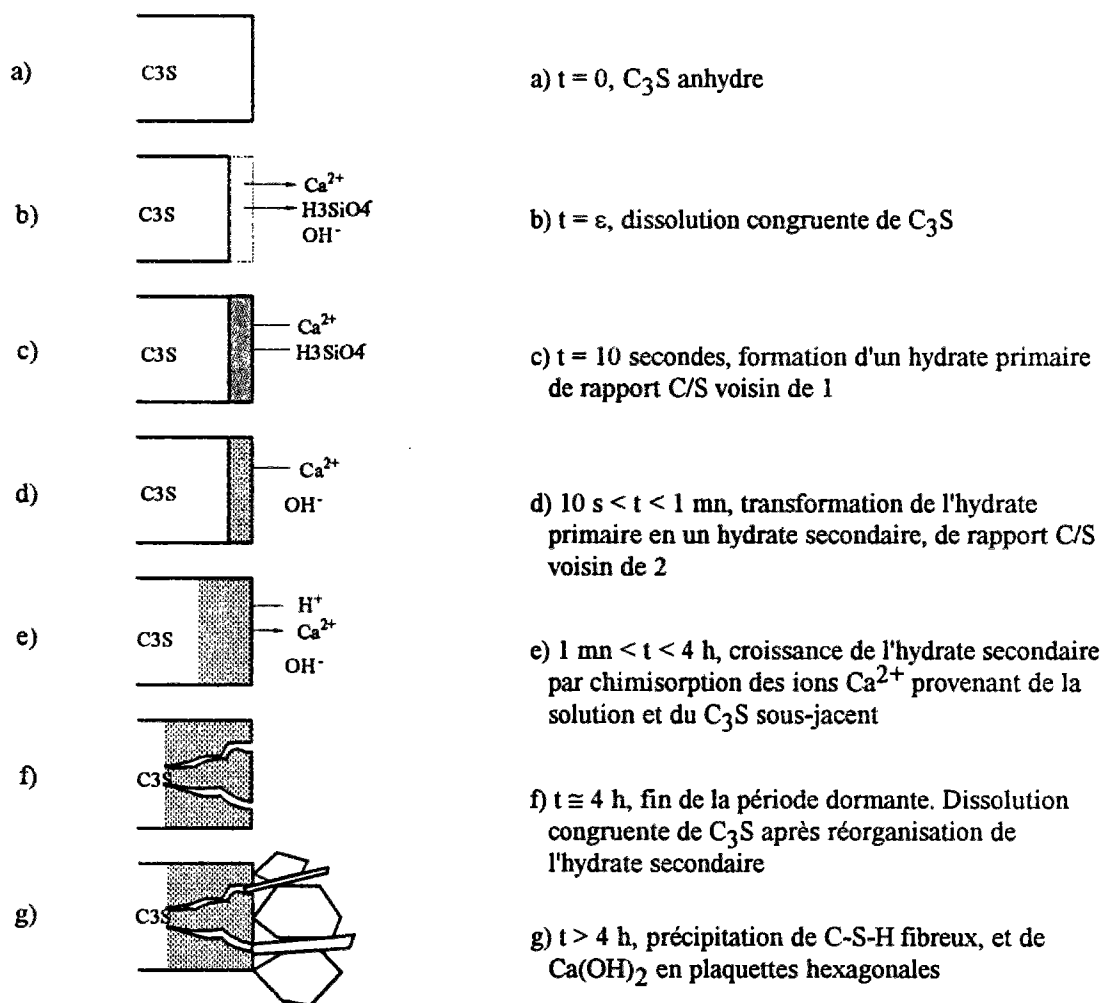 a)
C3S
a) t = 0, C₃S anhydre
b)
C3S
Ca²⁺
H3SiO4⁻
OH⁻
b) t = ε, dissolution congruente de C₃S
c)
C3S
Ca²⁺
H3SiO4⁻
c) t = 10 secondes, formation d'un hydrate primaire
de rapport C/S voisin de 1
d)
C3S
Ca²⁺
OH⁻
d) 10 s < t < 1 mn, transformation de l'hydrate
primaire en un hydrate secondaire, de rapport C/S
voisin de 2
e)
C3S
H⁺
Ca²⁺
OH⁻
e) 1 mn < t < 4 h, croissance de l'hydrate secondaire
par chimisorption des ions Ca²⁺ provenant de la
solution et du C₃S sous-jacent
f)
C3S
f) t ≅ 4 h, fin de la période dormante. Dissolution
congruente de C₃S après réorganisation de
l'hydrate secondaire
g)
C3S
g) t > 4 h, précipitation de C-S-H fibreux, et de
Ca(OH)₂ en plaquettes hexagonales